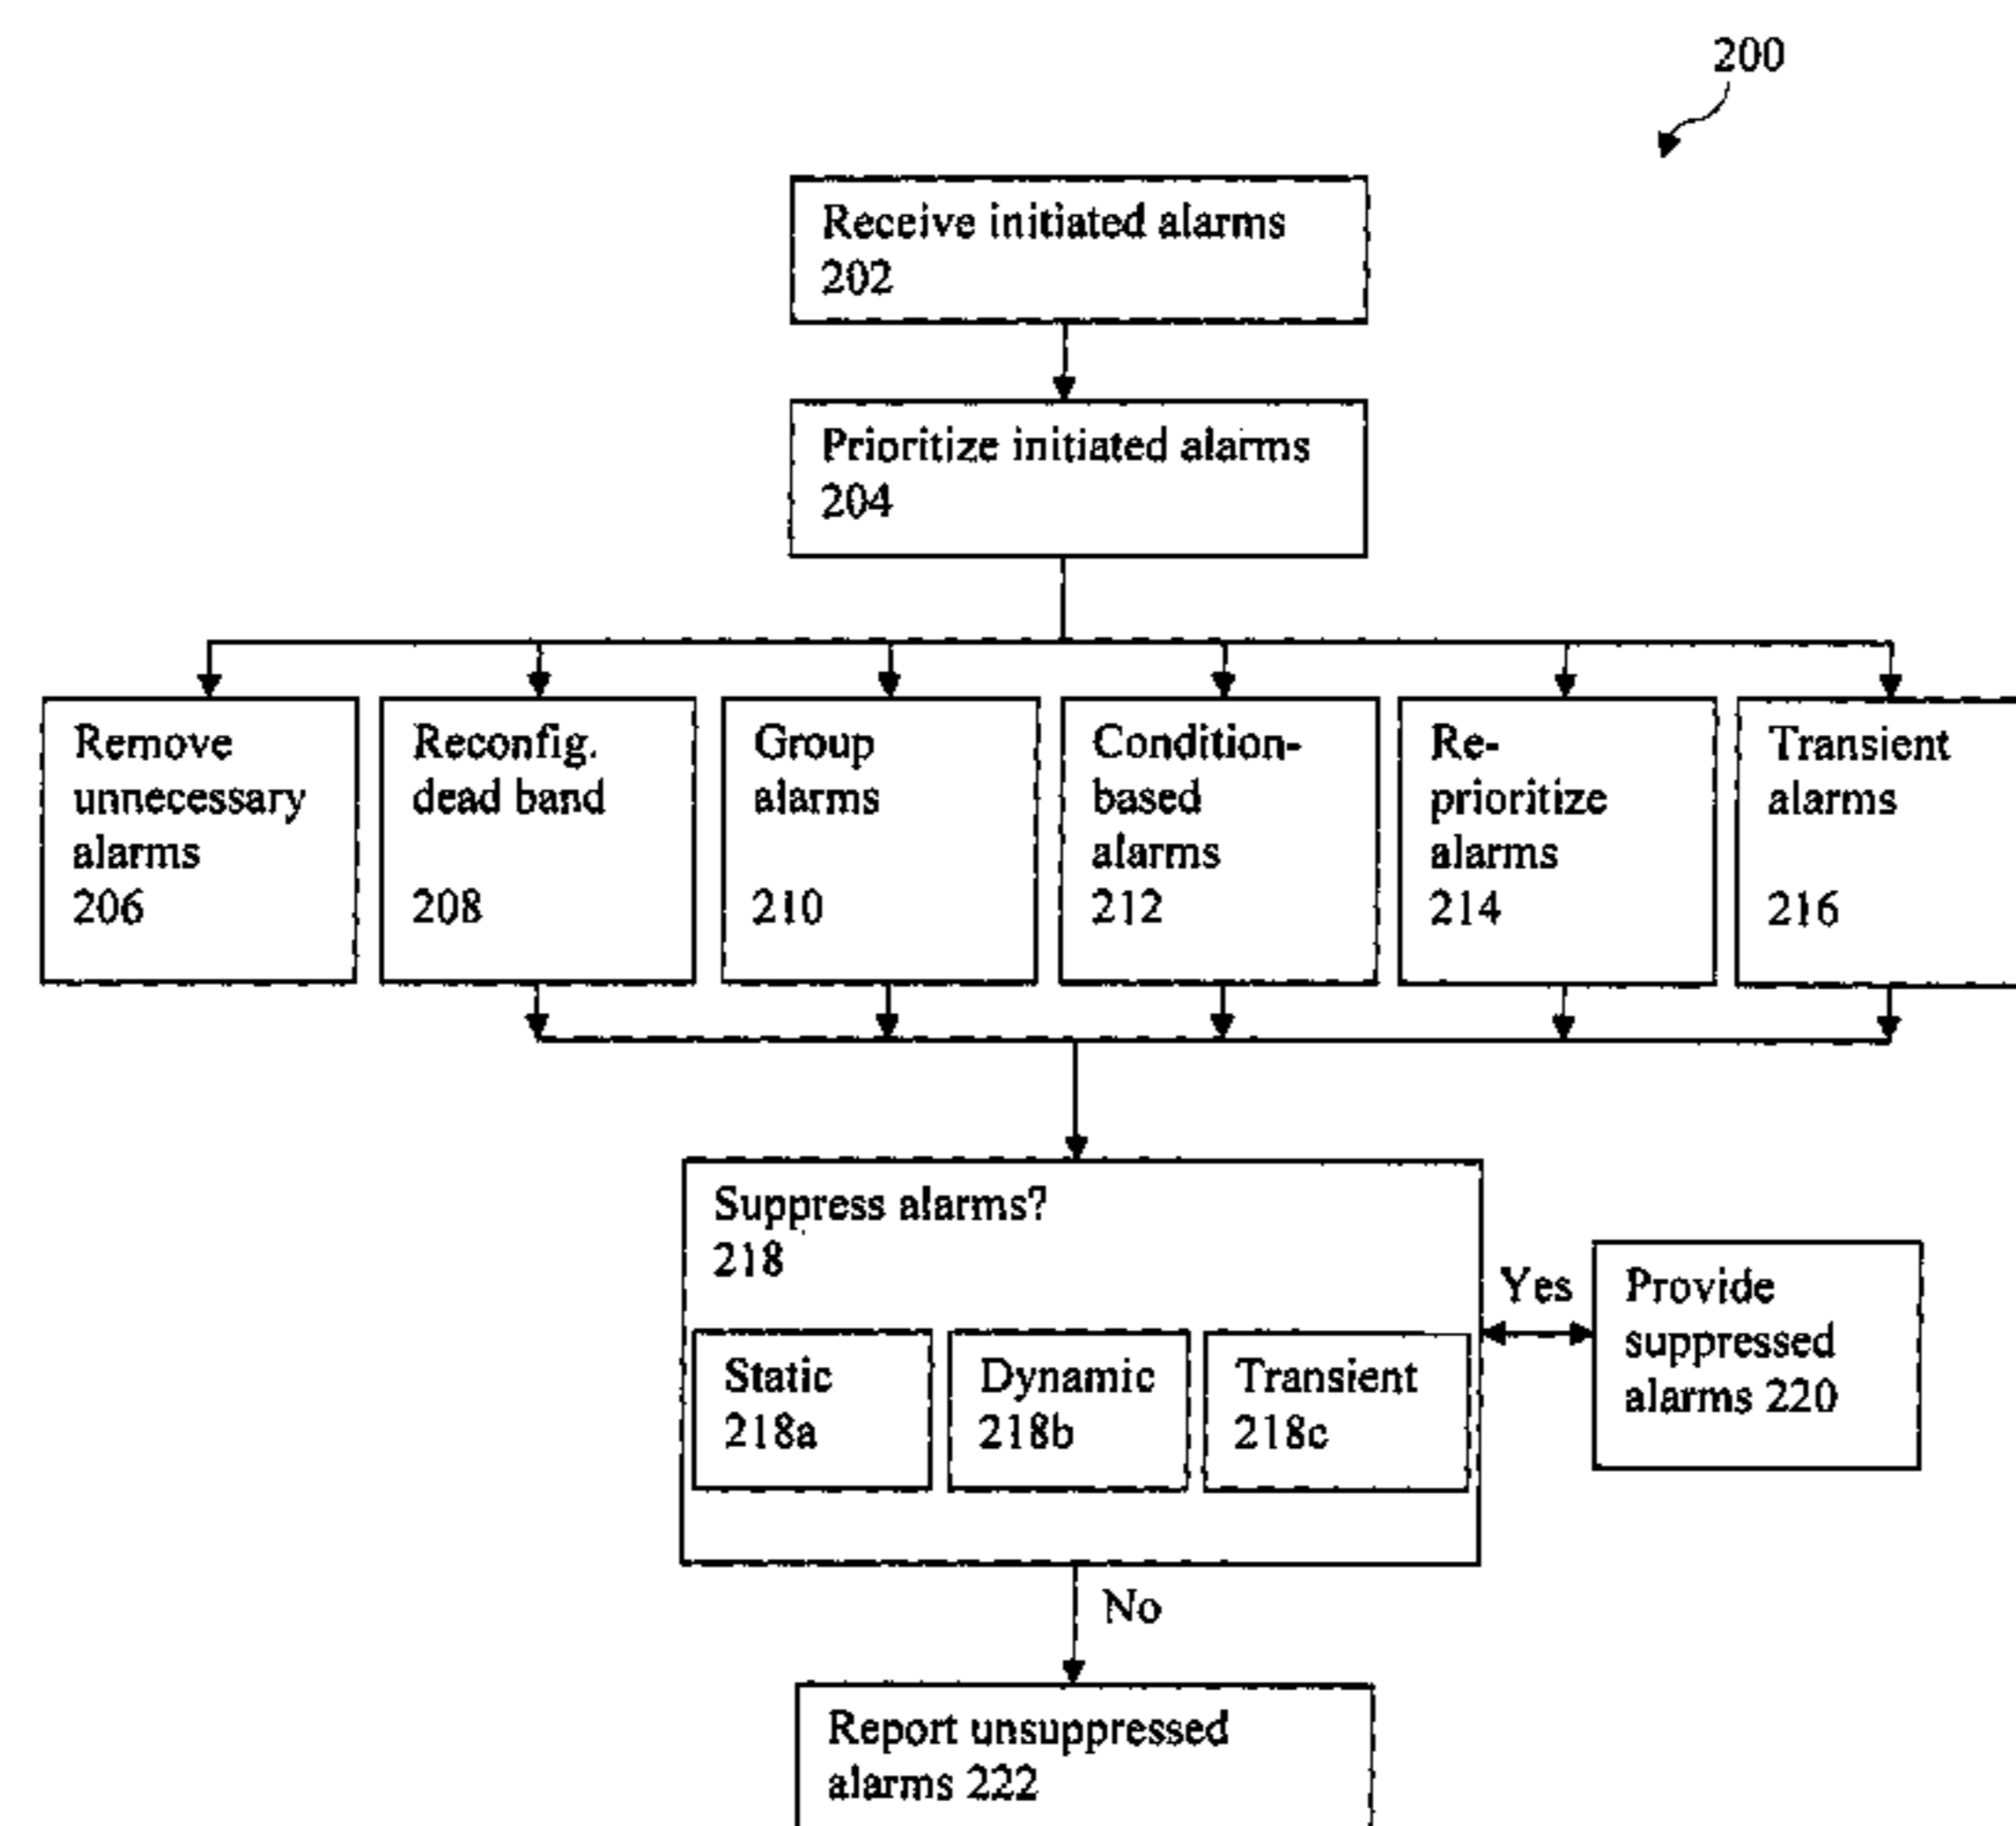 200
Receive initiated alarms
202
Prioritize initiated alarms
204
Remove
unnecessary
alarms
206
Reconfig.
dead band
208
Group
alarms
210
Condition-
based
alarms
212
Re-
prioritize
alarms
214
Transient
alarms
216
Suppress alarms?
218
Static
218a
Dynamic
218b
Transient
218c
Yes
Provide
suppressed
alarms 220
No
Report unsuppressed
alarms 222